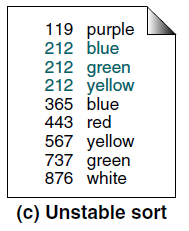 119 purple
212 blue
212 green
212 yellow
365 blue
443 red
567 yellow
737 green
876 white
(c) Unstable sort